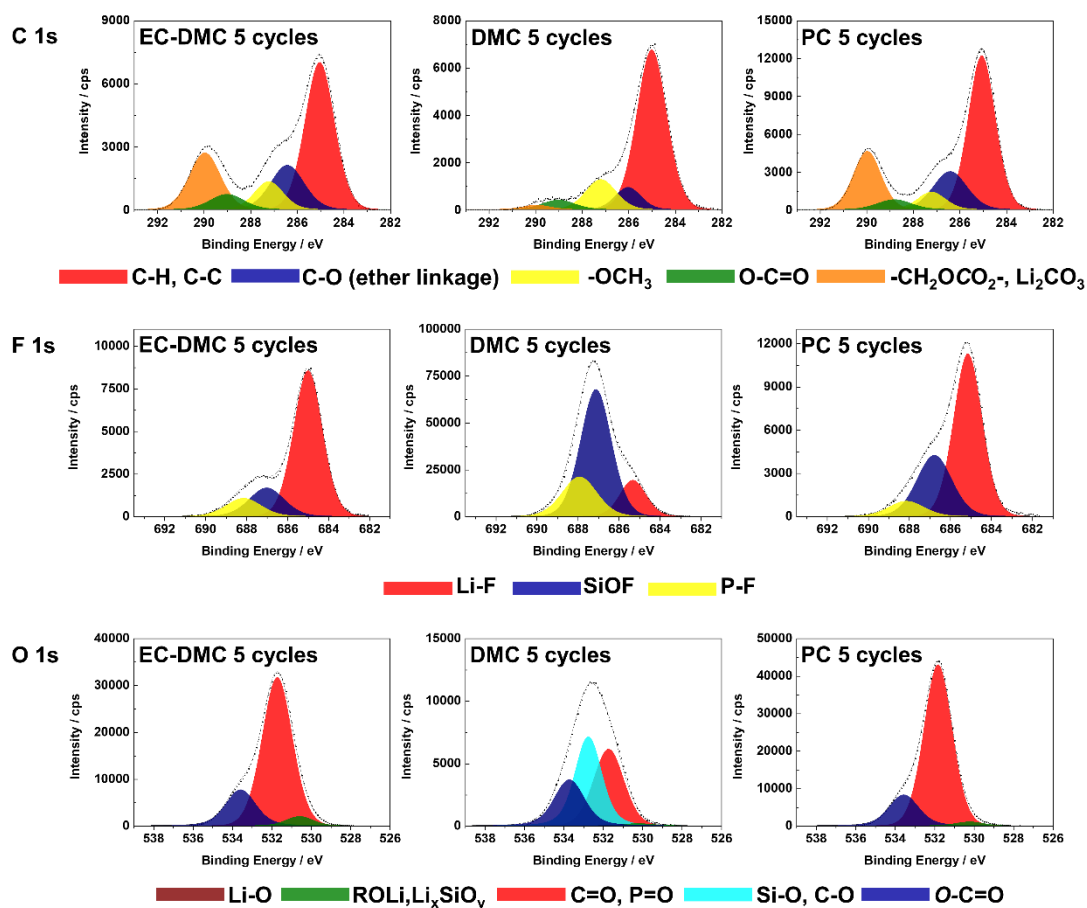 C 1s
EC-DMC 5 cycles
Intensity / cps
9000
6000
3000
0
292 290 288 286 284 282
Binding Energy / eV
DMC 5 cycles
Intensity / cps
8000
6000
4000
2000
0
292 290 288 286 284 282
Binding Energy / eV
PC 5 cycles
Intensity / cps
15000
12000
9000
6000
3000
0
292 290 288 286 284 282
Binding Energy / eV
C-H, C-C
C-O (ether linkage)
-OCH₃
O-C=O
-CH₂OCO₂-, Li₂CO₃
F 1s
EC-DMC 5 cycles
Intensity / cps
10000
7500
5000
2500
0
692 690 688 686 684 682
Binding Energy / eV
DMC 5 cycles
Intensity / cps
100000
75000
50000
25000
0
692 690 688 686 684 682
Binding Energy / eV
PC 5 cycles
Intensity / cps
12000
9000
6000
3000
0
692 690 688 686 684 682
Binding Energy / eV
Li-F
SiOF
P-F
O 1s
EC-DMC 5 cycles
Intensity / cps
40000
30000
20000
10000
0
538 536 534 532 530 528 526
Binding Energy / eV
DMC 5 cycles
Intensity / cps
15000
10000
5000
0
538 536 534 532 530 528 526
Binding Energy / eV
PC 5 cycles
Intensity / cps
50000
40000
30000
20000
10000
0
538 536 534 532 530 528 526
Binding Energy / eV
Li-O
ROLi,LiₓSiOᵧ
C=O, P=O
Si-O, C-O
O-C=O